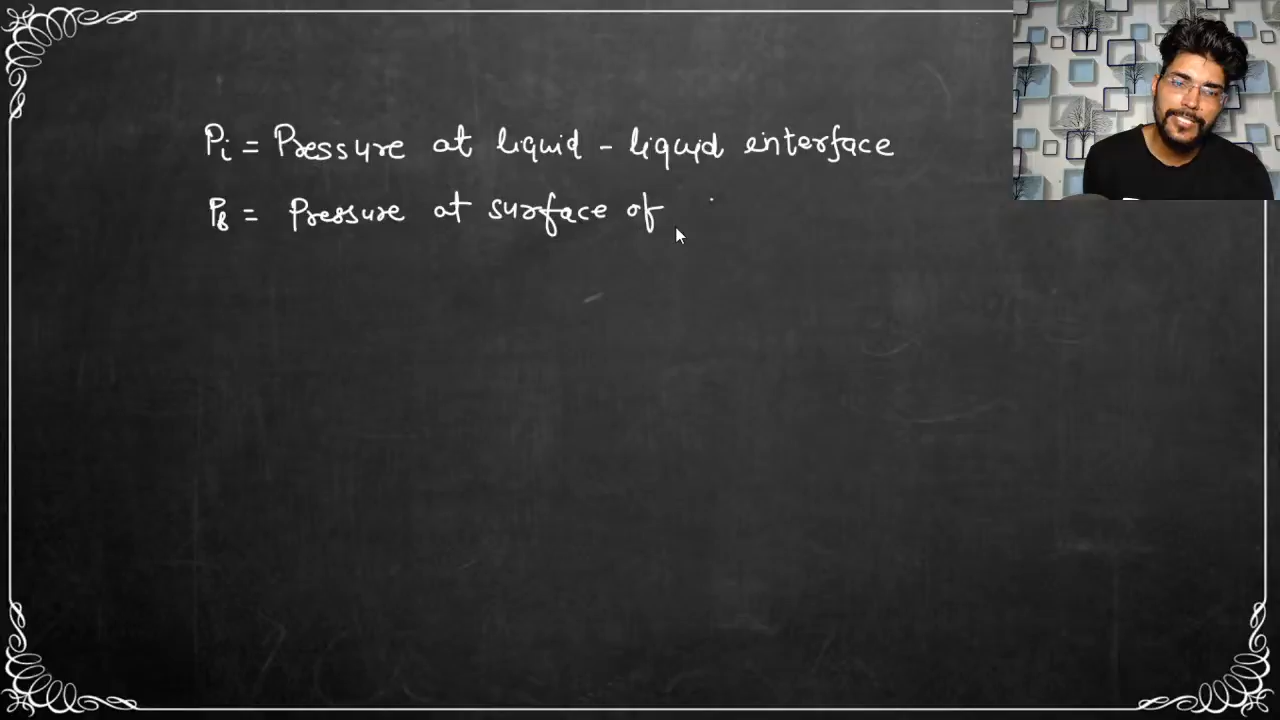 Pi = Pressure at liquid - liquid interface
PB = Pressure at surface of